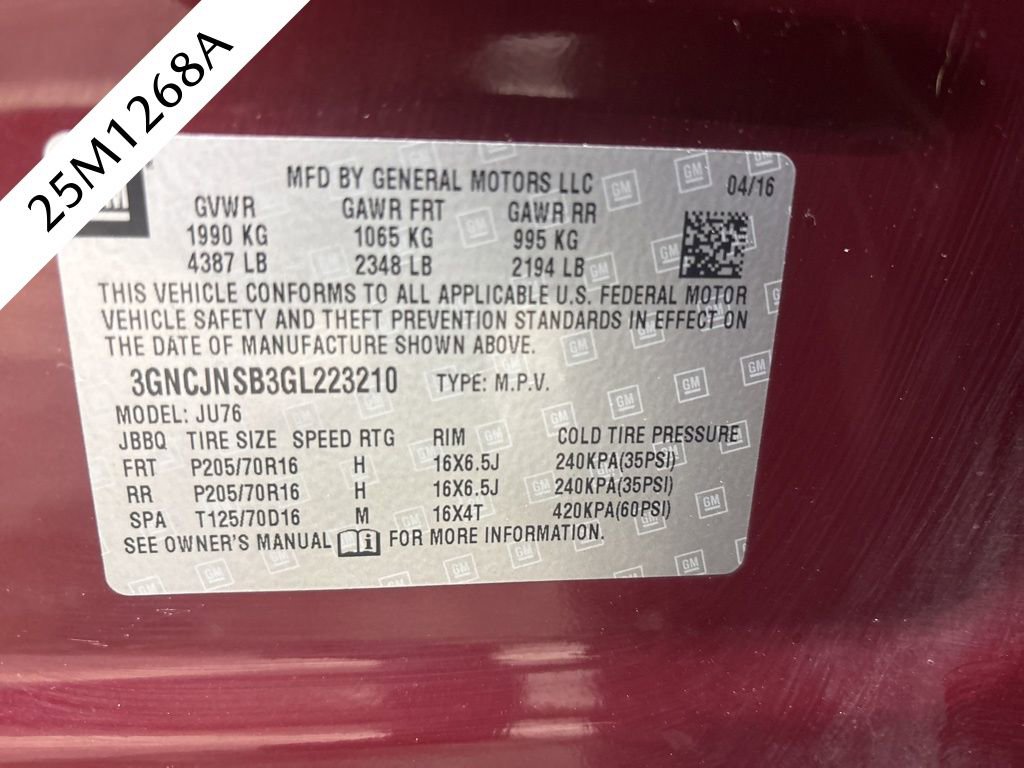 25M1268A
GM
MFD BY GENERAL MOTORS LLC 04/16
GVWR GAWR FRT GAWR RR
1990 KG 1065 KG 995 KG
4387 LB 2348 LB 2194 LB
THIS VEHICLE CONFORMS TO ALL APPLICABLE U.S. FEDERAL MOTOR
VEHICLE SAFETY AND THEFT PREVENTION STANDARDS IN EFFECT ON
THE DATE OF MANUFACTURE SHOWN ABOVE.
3GNCJNSB3GL223210 TYPE: M.P.V.
MODEL: JU76
JBBQ TIRE SIZE SPEED RTG RIM COLD TIRE PRESSURE
FRT P205/70R16 H 16X6.5J 240KPA(35PSI)
RR P205/70R16 H 16X6.5J 240KPA(35PSI)
SPA T125/70D16 M 16X4T 420KPA(60PSI)
SEE OWNER'S MANUAL FOR MORE INFORMATION.